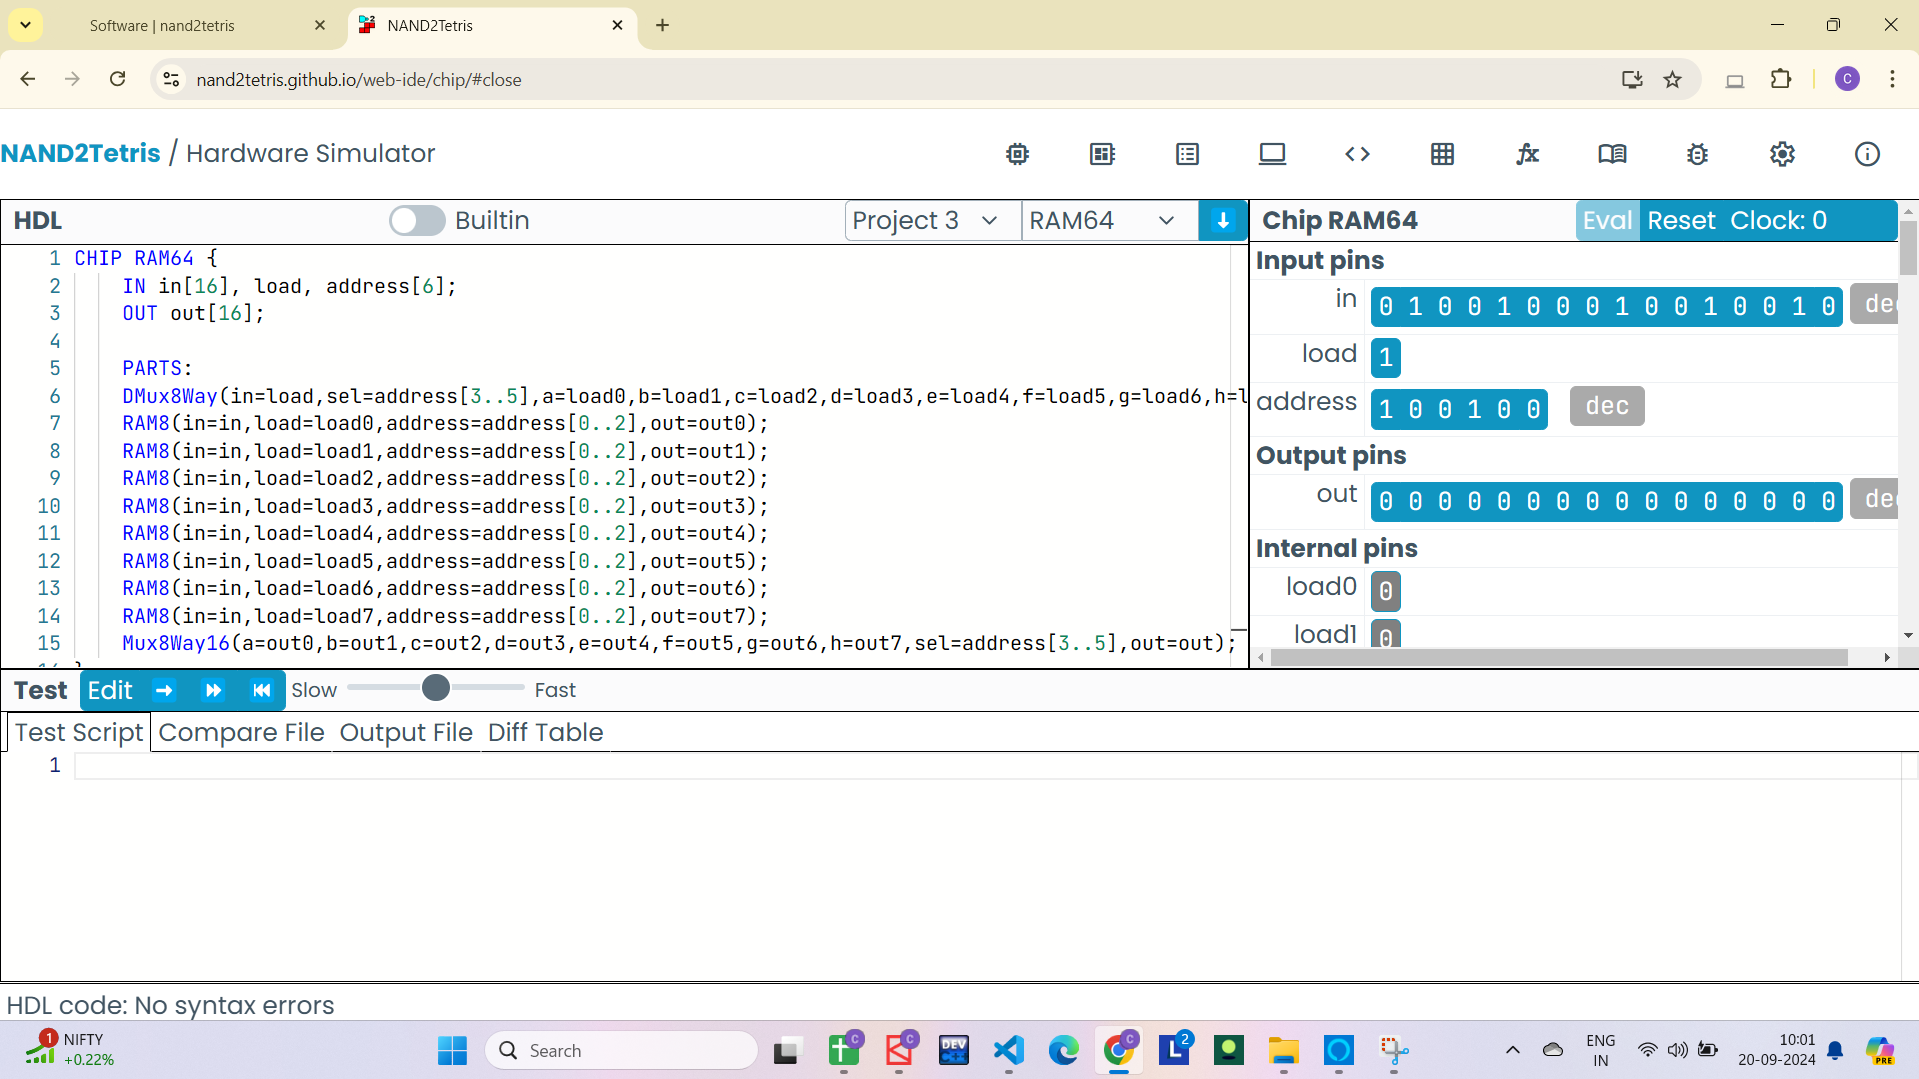 Software | nand2tetris
NAND2Tetris
nand2tetris.github.io/web-ide/chip/#close
C
NAND2Tetris / Hardware Simulator
HDL
Builtin
Project 3
RAM64
1 CHIP RAM64 {
2 IN in[16], load, address[6];
3 OUT out[16];
4
5 PARTS:
6 DMux8Way(in=load,sel=address[3..5],a=load0,b=load1,c=load2,d=load3,e=load4,f=load5,g=load6,h=l
7 RAM8(in=in,load=load0,address=address[0..2],out=out0);
8 RAM8(in=in,load=load1,address=address[0..2],out=out1);
9 RAM8(in=in,load=load2,address=address[0..2],out=out2);
10 RAM8(in=in,load=load3,address=address[0..2],out=out3);
11 RAM8(in=in,load=load4,address=address[0..2],out=out4);
12 RAM8(in=in,load=load5,address=address[0..2],out=out5);
13 RAM8(in=in,load=load6,address=address[0..2],out=out6);
14 RAM8(in=in,load=load7,address=address[0..2],out=out7);
15 Mux8Way16(a=out0,b=out1,c=out2,d=out3,e=out4,f=out5,g=out6,h=out7,sel=address[3..5],out=out);
Chip RAM64
Eval Reset Clock: 0
Input pins
in 0 1 0 0 1 0 0 0 1 0 0 1 0 0 1 0 dec
load 1
address 1 0 0 1 0 0 dec
Output pins
out 0 0 0 0 0 0 0 0 0 0 0 0 0 0 0 0 dec
Internal pins
load0 0
load1 0
Test Edit Slow Fast
Test Script Compare File Output File Diff Table
1
HDL code: No syntax errors
1 NIFTY
+0.22%
Search
C
C
DEV C++
C
L 2
ENG
IN
10:01
20-09-2024
PRE